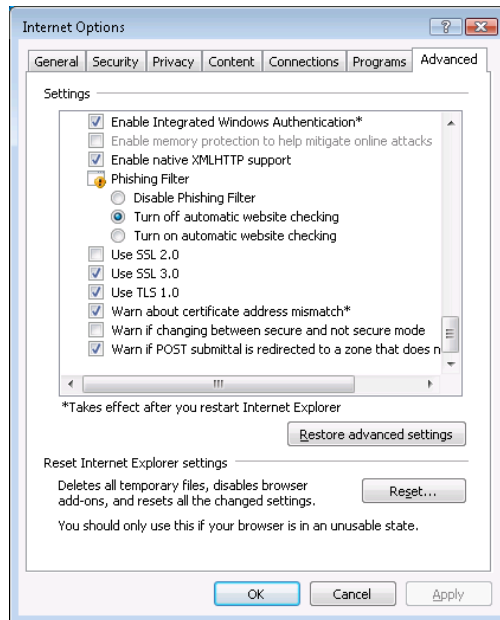 Internet Options
General Security Privacy Content Connections Programs Advanced
Settings
Enable Integrated Windows Authentication*
Enable memory protection to help mitigate online attacks
Enable native XMLHTTP support
Phishing Filter
Disable Phishing Filter
Turn off automatic website checking
Turn on automatic website checking
Use SSL 2.0
Use SSL 3.0
Use TLS 1.0
Warn about certificate address mismatch*
Warn if changing between secure and not secure mode
Warn if POST submittal is redirected to a zone that does n
*Takes effect after you restart Internet Explorer
Restore advanced settings
Reset Internet Explorer settings
Deletes all temporary files, disables browser
add-ons, and resets all the changed settings.
Reset...
You should only use this if your browser is in an unusable state.
OK Cancel Apply